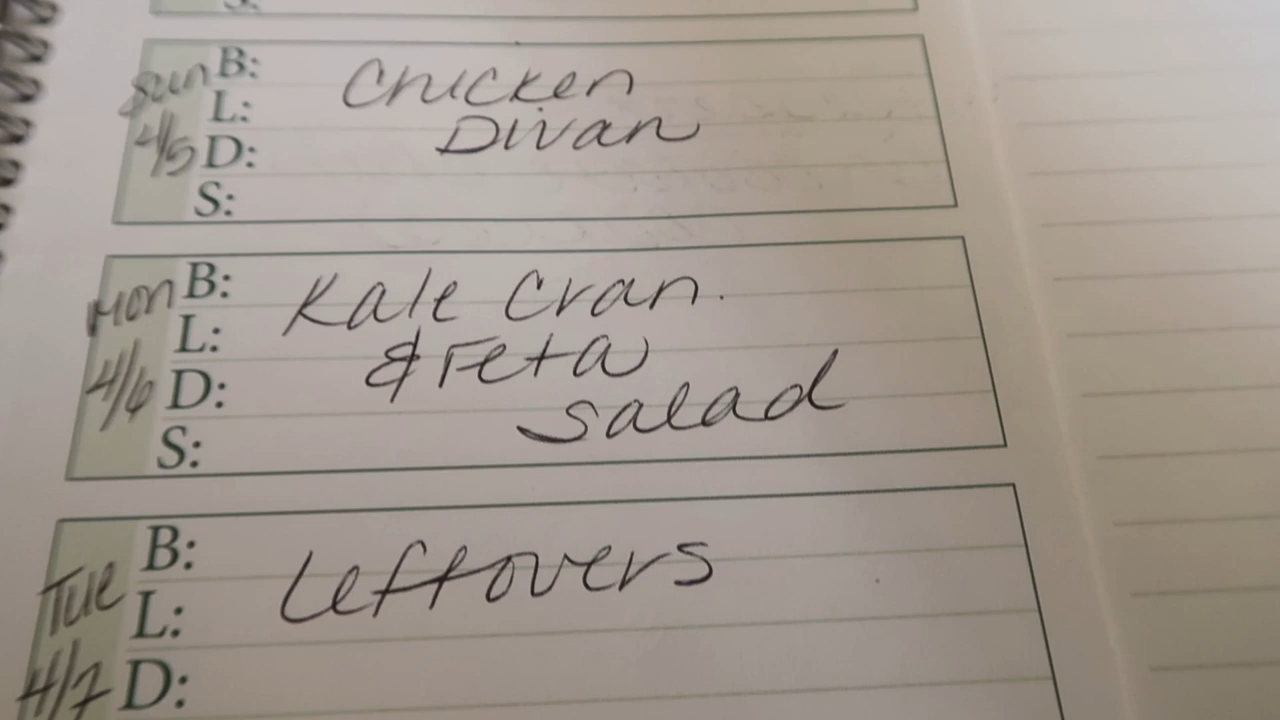 S:
Sun B: Chicken
L:
4/5 D: Divan
S:
Mon B: Kale Cran.
L: & Feta
4/6 D: salad
S:
B: Leftovers
Tue L:
4/7 D: